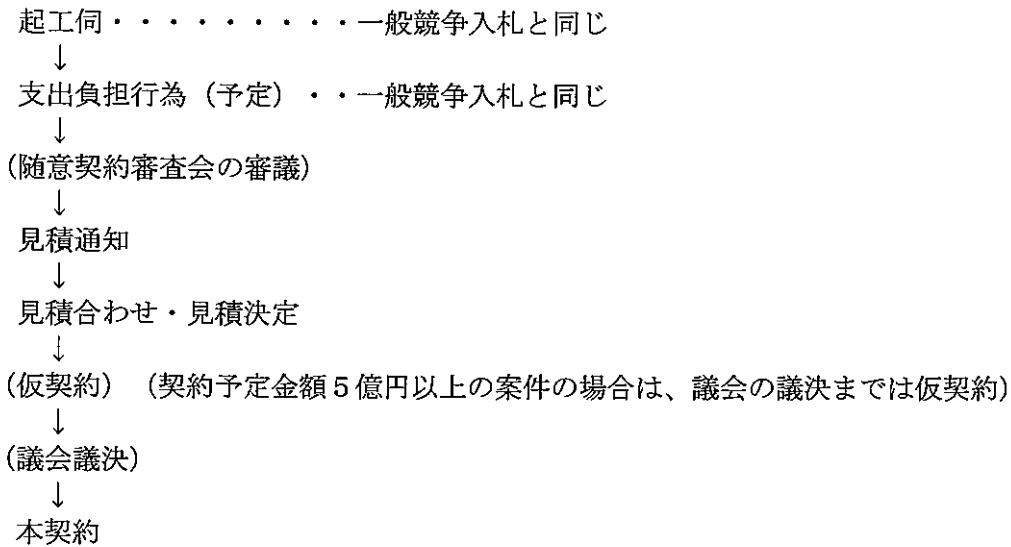 起工伺・・・・・・・・・一般競争入札と同じ
↓
支出負担行為（予定）・・一般競争入札と同じ
↓
（随意契約審査会の審議）
↓
見積通知
↓
見積合わせ・見積決定
↓
（仮契約）（契約予定金額５億円以上の案件の場合は、議会の議決までは仮契約）
↓
（議会議決）
↓
本契約